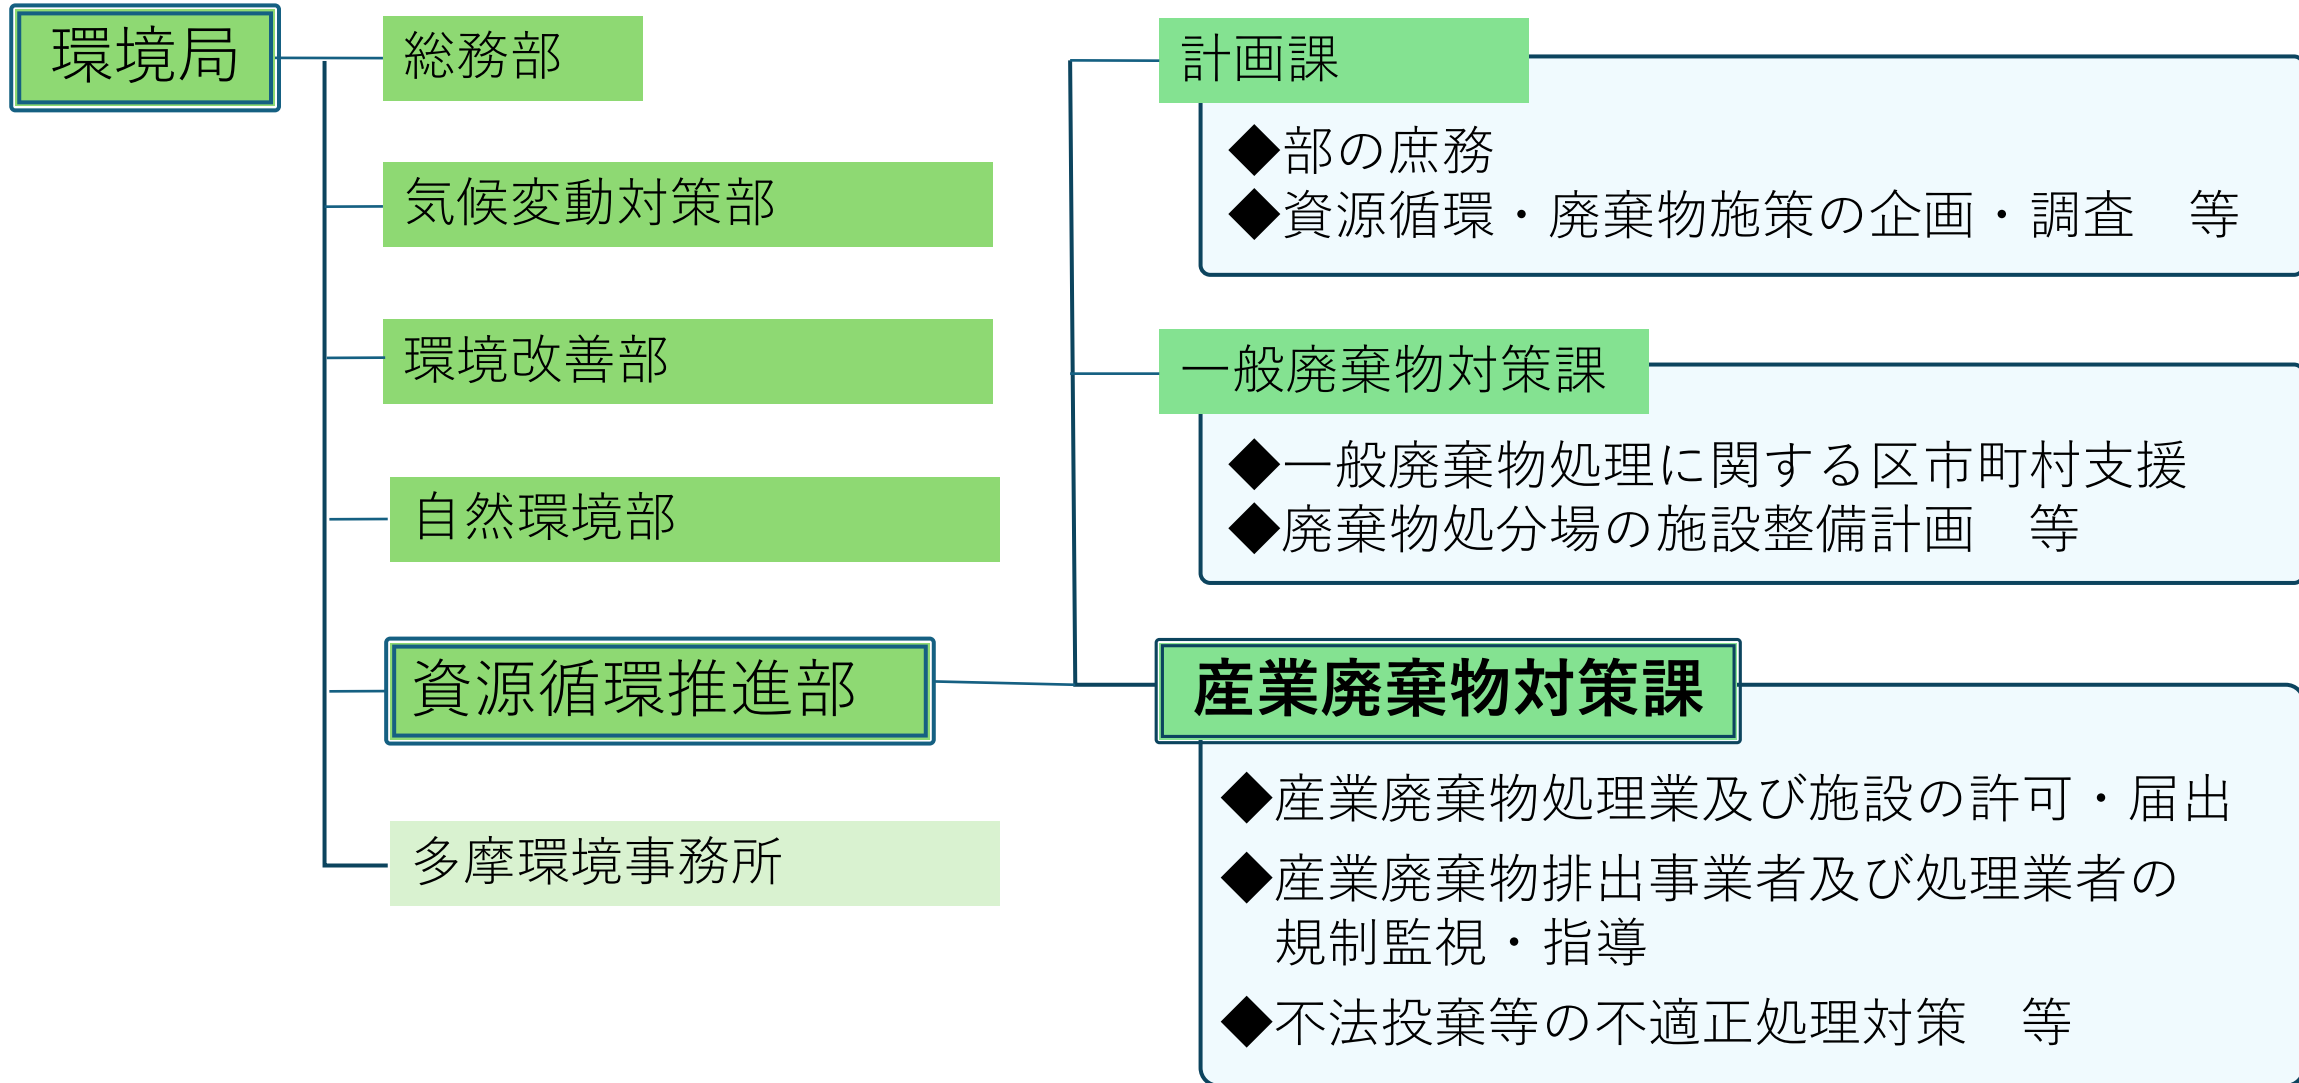 環境局
総務部
気候変動対策部
環境改善部
自然環境部
資源循環推進部
多摩環境事務所
計画課
◆部の庶務
◆資源循環・廃棄物施策の企画・調査　等
一般廃棄物対策課
◆一般廃棄物処理に関する区市町村支援
◆廃棄物処分場の施設整備計画　等
産業廃棄物対策課
◆産業廃棄物処理業及び施設の許可・届出
◆産業廃棄物排出事業者及び処理業者の
規制監視・指導
◆不法投棄等の不適正処理対策　等